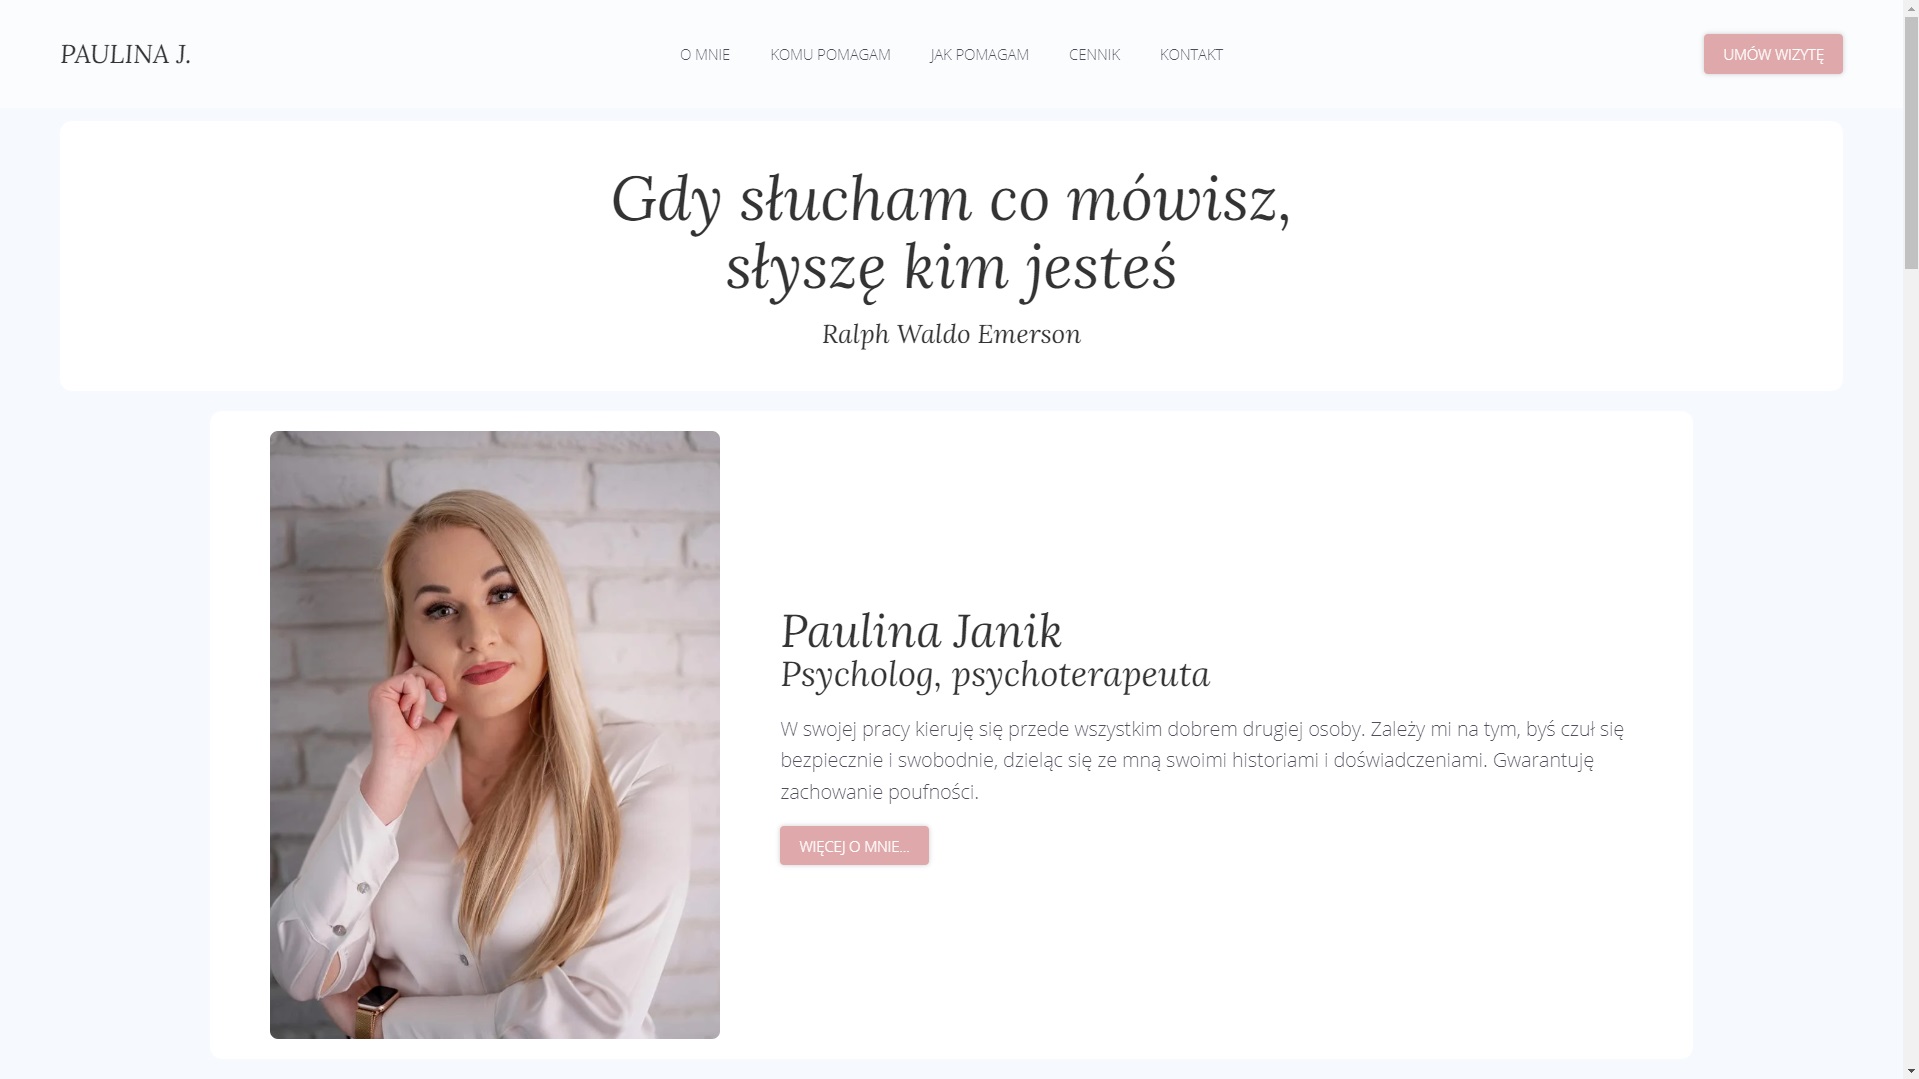 PAULINA J.
O MNIE
KOMU POMAGAM
JAK POMAGAM
CENNIK
KONTAKT
UMÓW WIZYTĘ
Gdy słucham co mówisz,
słyszę kim jesteś
Ralph Waldo Emerson
Paulina Janik
Psycholog, psychoterapeuta
W swojej pracy kieruję się przede wszystkim dobrem drugiej osoby. Zależy mi na tym, byś czuł się
bezpiecznie i swobodnie, dzieląc się ze mną swoimi historiami i doświadczeniami. Gwarantuję
zachowanie poufności.
WIĘCEJ O MNIE...